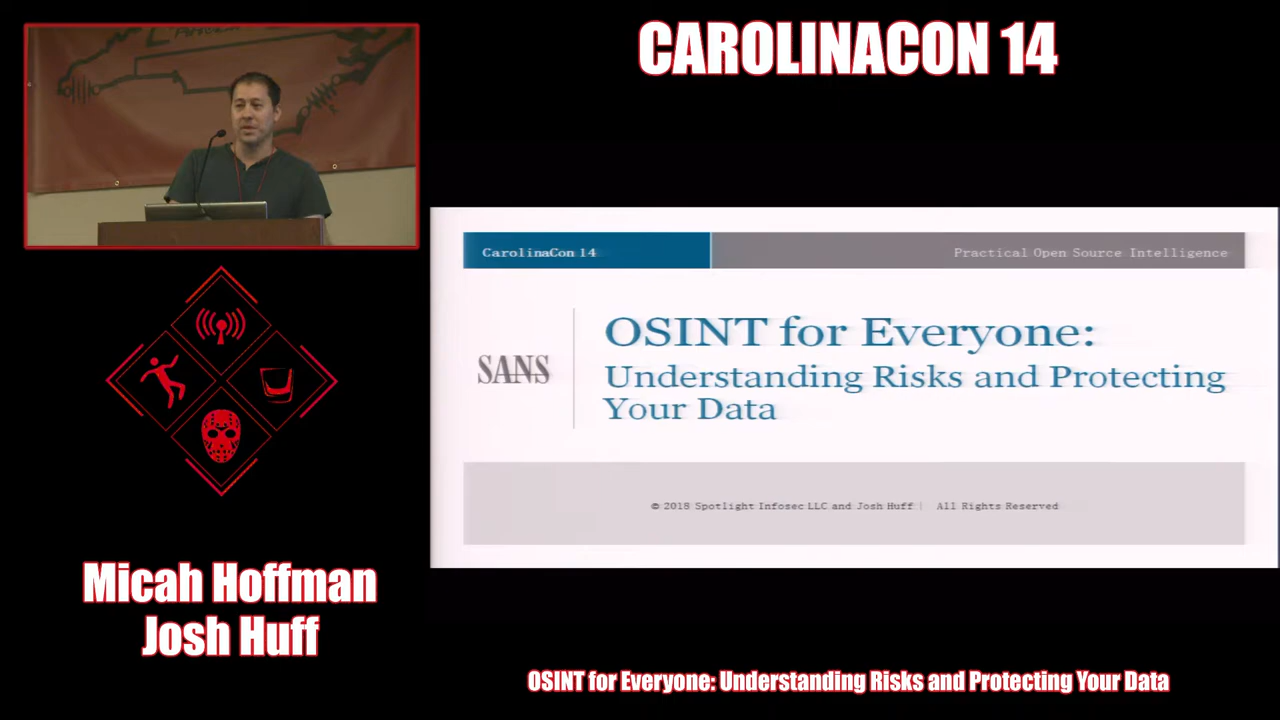 CAROLINACON 14
CarolinaCon 14
Practical Open Source Intelligence
SANS
OSINT for Everyone:
Understanding Risks and Protecting
Your Data
© 2018 Spotlight Infosec LLC and Josh Huff | All Rights Reserved
Micah Hoffman
Josh Huff
OSINT for Everyone: Understanding Risks and Protecting Your Data